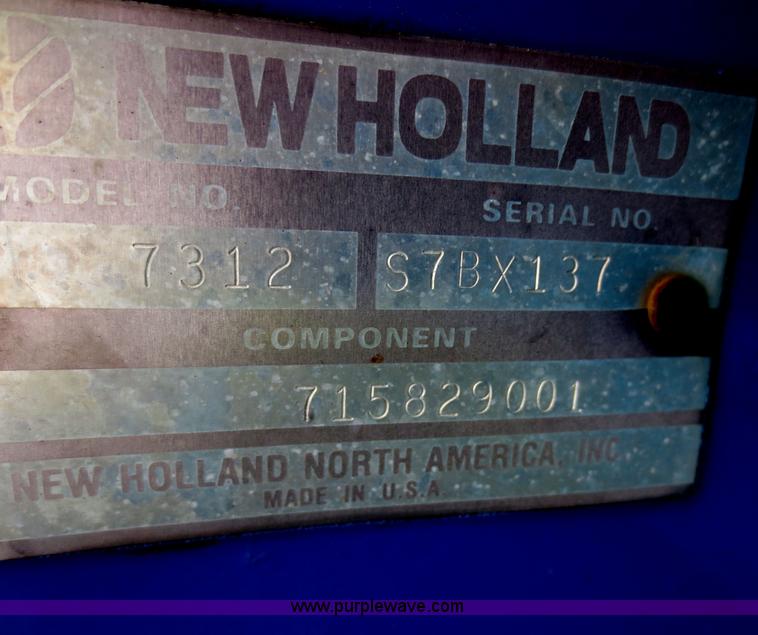 NEW HOLLAND
MODEL NO. SERIAL NO.
7312 S7BX137
COMPONENT
715829001
NEW HOLLAND NORTH AMERICA, INC
MADE IN U.S.A
www.purplewave.com